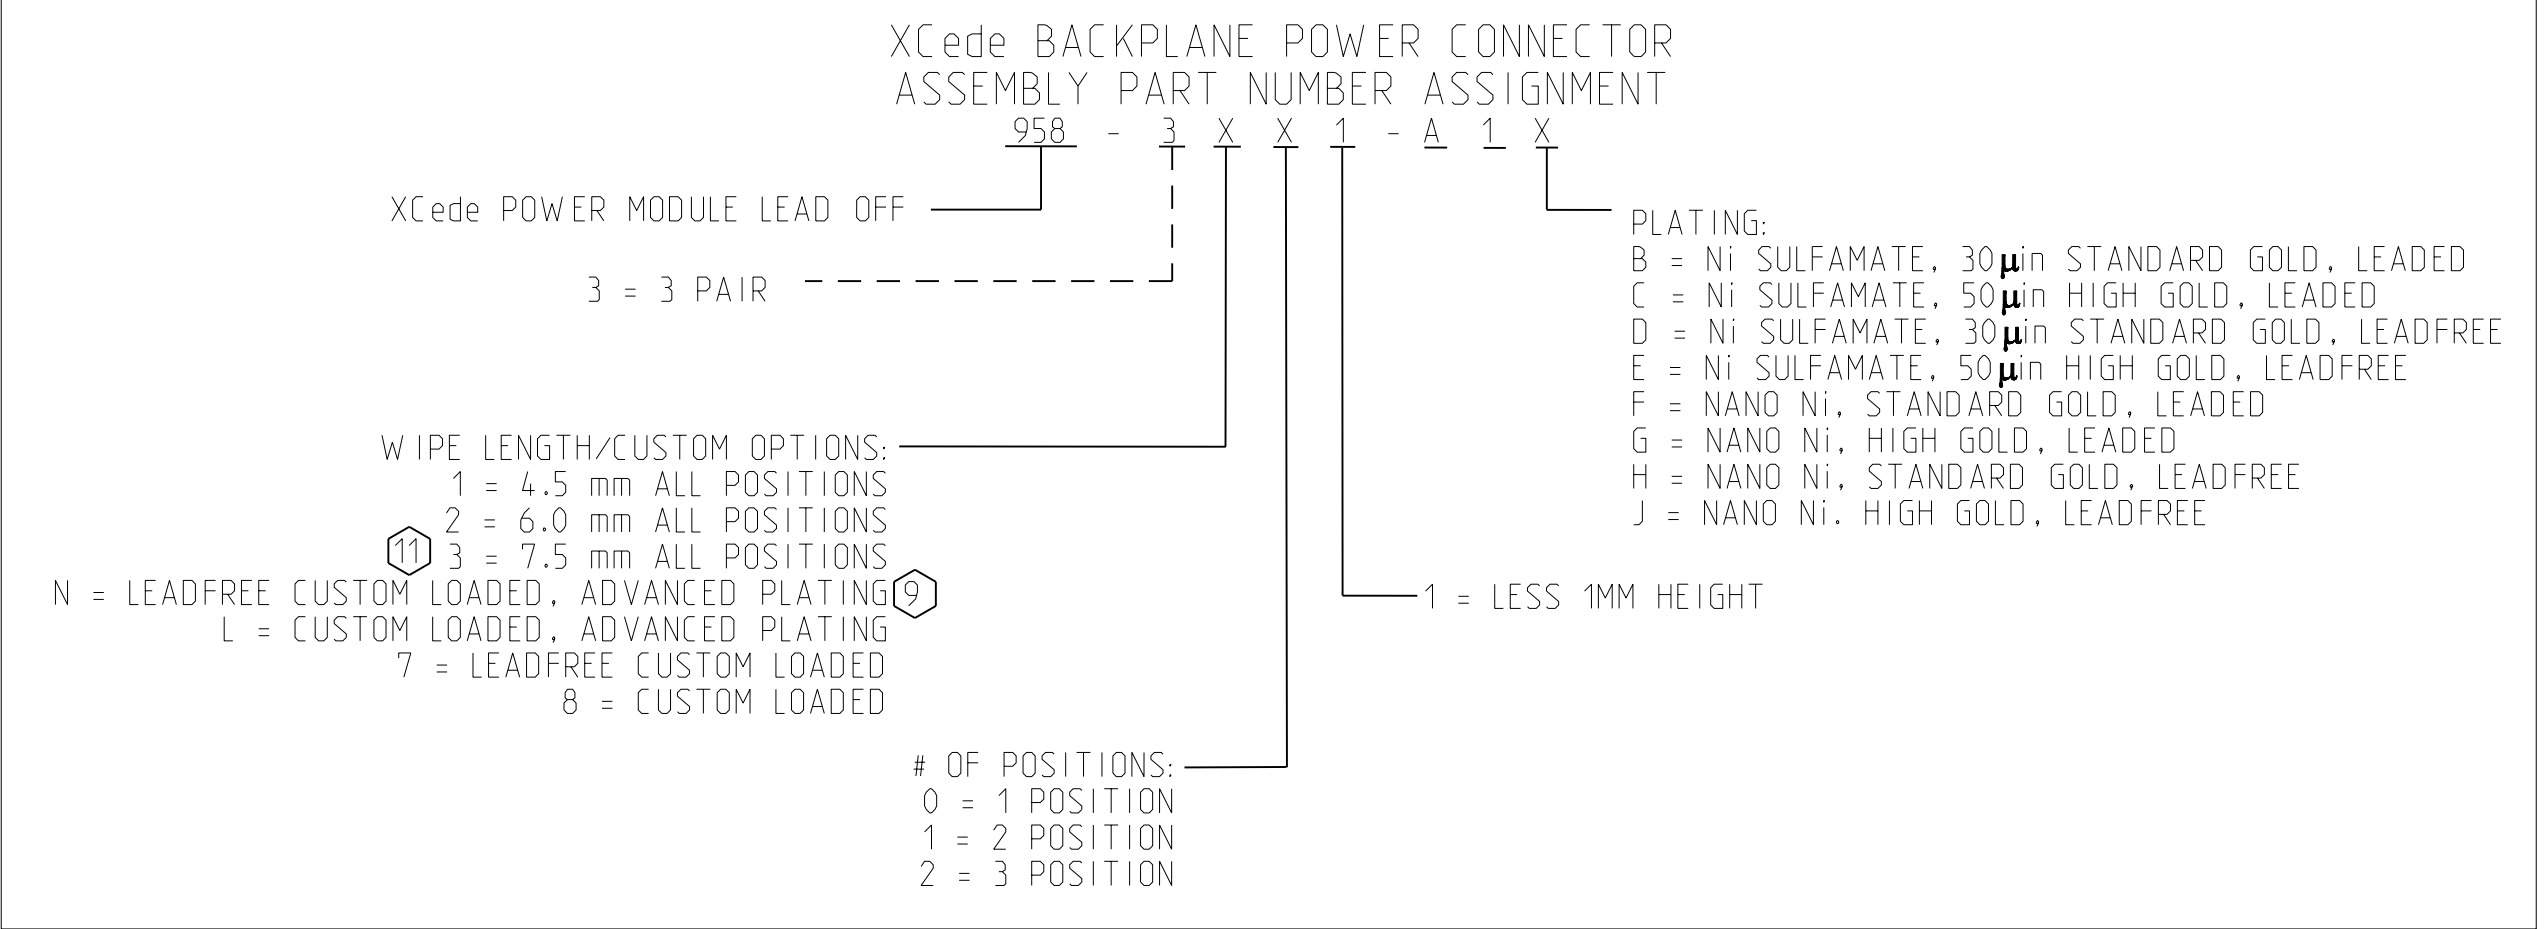 XCede BACKPLANE POWER CONNECTOR
ASSEMBLY PART NUMBER ASSIGNMENT
958 - 3 X X 1 - A 1 X
XCede POWER MODULE LEAD OFF
3 = 3 PAIR
WIPE LENGTH/CUSTOM OPTIONS:
1 = 4.5 mm ALL POSITIONS
2 = 6.0 mm ALL POSITIONS
11 3 = 7.5 mm ALL POSITIONS
N = LEADFREE CUSTOM LOADED, ADVANCED PLATING 9
L = CUSTOM LOADED, ADVANCED PLATING
7 = LEADFREE CUSTOM LOADED
8 = CUSTOM LOADED
# OF POSITIONS:
0 = 1 POSITION
1 = 2 POSITION
2 = 3 POSITION
1 = LESS 1MM HEIGHT
PLATING:
B = Ni SULFAMATE, 30µin STANDARD GOLD, LEADED
C = Ni SULFAMATE, 50µin HIGH GOLD, LEADED
D = Ni SULFAMATE, 30µin STANDARD GOLD, LEADFREE
E = Ni SULFAMATE, 50µin HIGH GOLD, LEADFREE
F = NANO Ni, STANDARD GOLD, LEADED
G = NANO Ni, HIGH GOLD, LEADED
H = NANO Ni, STANDARD GOLD, LEADFREE
J = NANO Ni. HIGH GOLD, LEADFREE